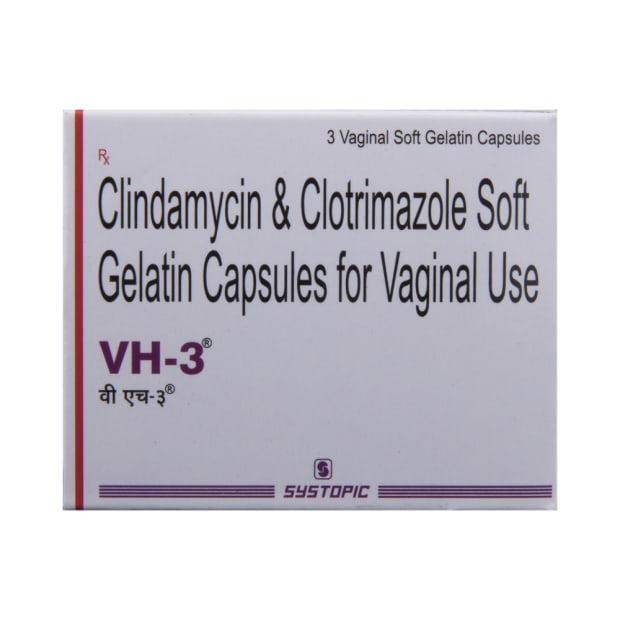 3 Vaginal Soft Gelatin Capsules
Rx
Clindamycin & Clotrimazole Soft
Gelatin Capsules for Vaginal Use
VH-3®
वी एच-३®
S
SYSTOPIC